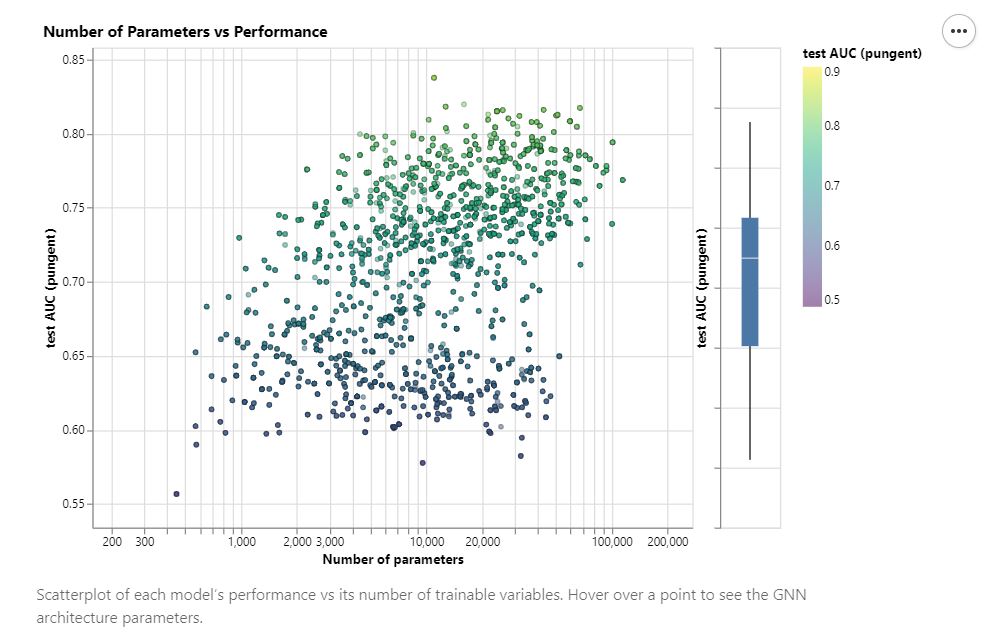 Number of Parameters vs Performance
test AUC (pungent)
0.85
0.80
0.75
0.70
0.65
0.60
0.55
200 300 1,000 2,000 3,000 10,000 20,000 100,000 200,000
Number of parameters
test AUC (pungent)
test AUC (pungent)
0.9
0.8
0.7
0.6
0.5
Scatterplot of each model's performance vs its number of trainable variables. Hover over a point to see the GNN
architecture parameters.